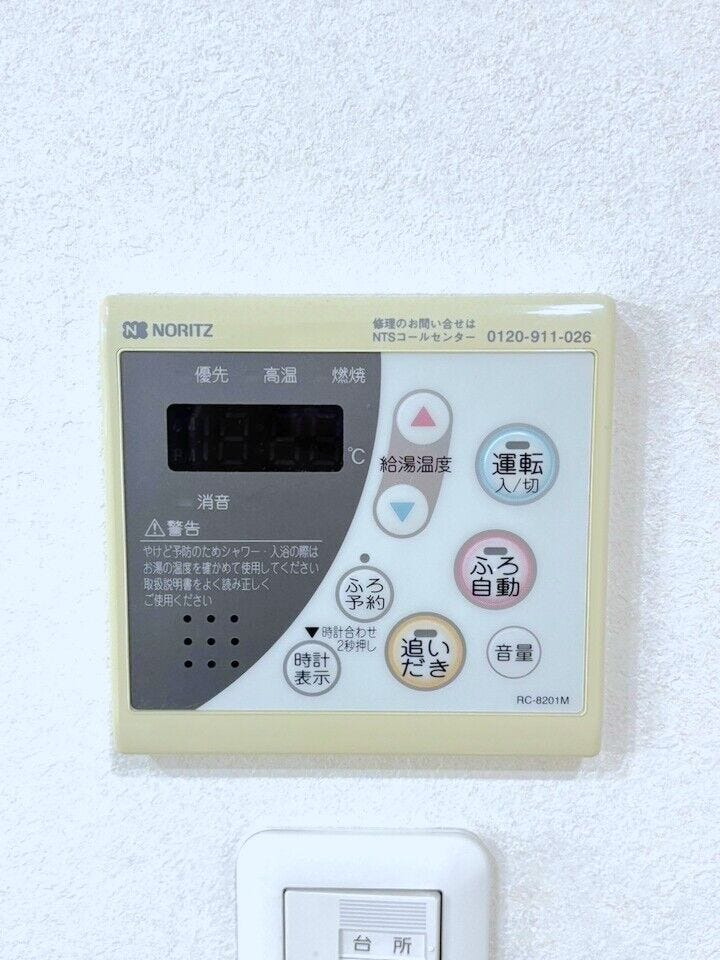 NORITZ
修理のお問い合せは
NTSコールセンター 0120-911-026
優先 高温 燃焼
℃
給湯温度
運転
入/切
消音
警告
やけど予防のためシャワー・入浴の際は
お湯の温度を確かめて使用してください
取扱説明書をよく読み正しく
ご使用ください
ふろ
自動
ふろ
予約
▼時計合わせ
2秒押し
時計
表示
追い
だき
音量
RC-8201M
台所